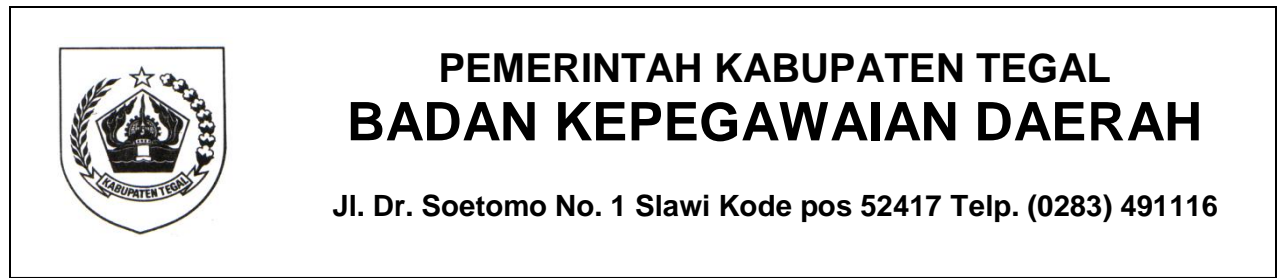 PEMERINTAH KABUPATEN TEGAL
BADAN KEPEGAWAIAN DAERAH
KABUPATEN TEGAL
Jl. Dr. Soetomo No. 1 Slawi Kode pos 52417 Telp. (0283) 491116